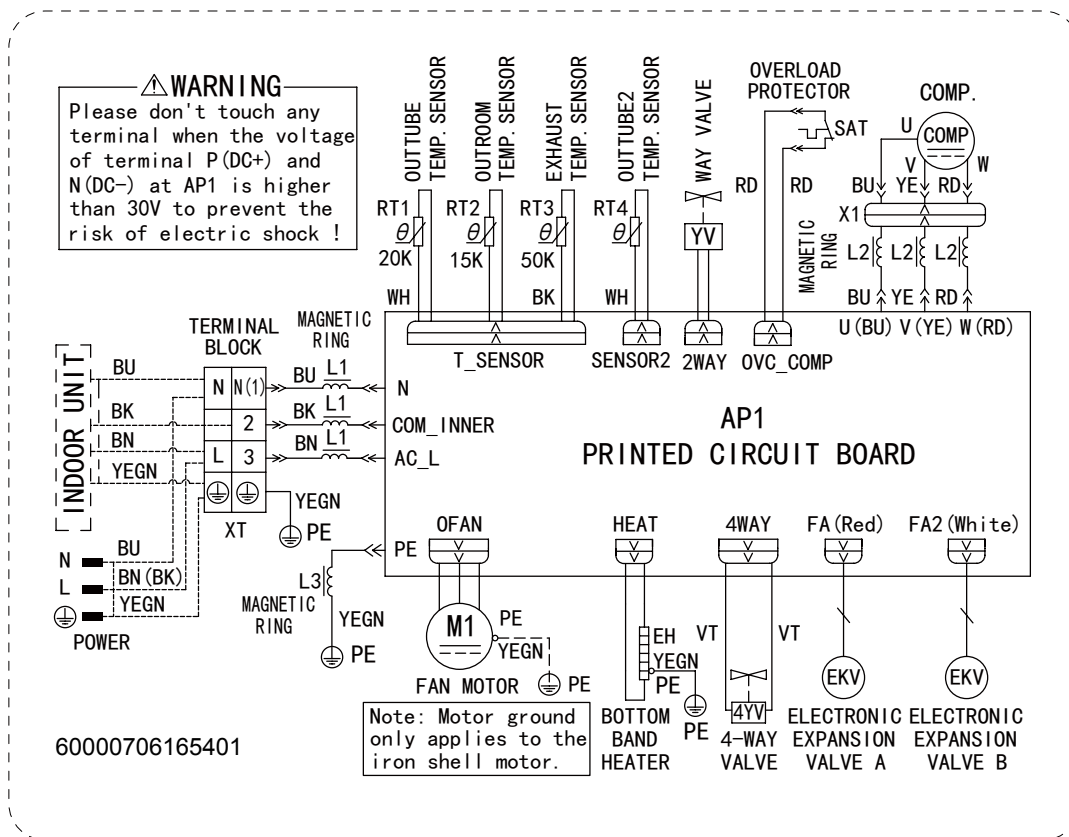 WARNING
Please don't touch any
terminal when the voltage
of terminal P(DC+) and
N(DC-) at AP1 is higher
than 30V to prevent the
risk of electric shock !
OUTTUBE
TEMP. SENSOR
OUTROOM
TEMP. SENSOR
EXHAUST
TEMP. SENSOR
OUTTUBE2
TEMP. SENSOR
WAY VALVE
OVERLOAD
PROTECTOR
SAT
COMP.
COMP
U
V
W
RT1
θ
20K
RT2
θ
15K
RT3
θ
50K
RT4
θ
YV
RD
RD
BU
YE
RD
X1
MAGNETIC
RING
L2
L2
L2
WH
BK
WH
BU
YE
RD
U(BU)
V(YE)
W(RD)
T_SENSOR
SENSOR2
2WAY
OVC_COMP
TERMINAL
BLOCK
MAGNETIC
RING
INDOOR UNIT
BU
BK
BN
YEGN
N
N(1)
2
L
3
XT
BU
L1
N
BK
L1
COM_INNER
BN
L1
AC_L
YEGN
PE
AP1
PRINTED CIRCUIT BOARD
N
L
POWER
BU
BN(BK)
YEGN
PE
L3
MAGNETIC
RING
YEGN
PE
OFAN
HEAT
4WAY
FA(Red)
FA2(White)
M1
PE
YEGN
PE
FAN MOTOR
Note: Motor ground
only applies to the
iron shell motor.
EH
YEGN
PE
PE
BOTTOM
BAND
HEATER
VT
VT
4YV
4-WAY
VALVE
EKV
ELECTRONIC
EXPANSION
VALVE A
EKV
ELECTRONIC
EXPANSION
VALVE B
60000706165401